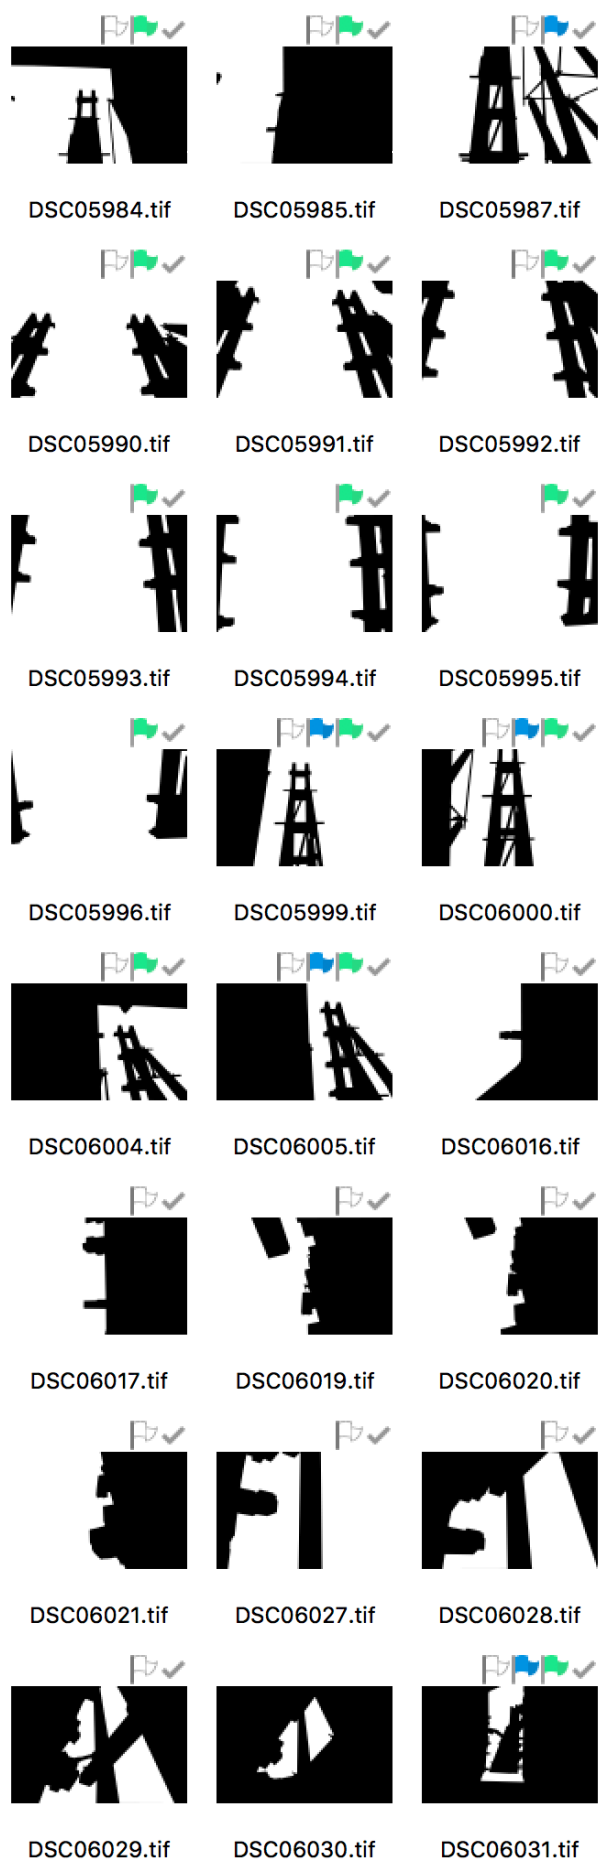 DSC05984.tif DSC05985.tif DSC05987.tif
DSC05990.tif DSC05991.tif DSC05992.tif
DSC05993.tif DSC05994.tif DSC05995.tif
DSC05996.tif DSC05999.tif DSC06000.tif
DSC06004.tif DSC06005.tif DSC06016.tif
DSC06017.tif DSC06019.tif DSC06020.tif
DSC06021.tif DSC06027.tif DSC06028.tif
DSC06029.tif DSC06030.tif DSC06031.tif